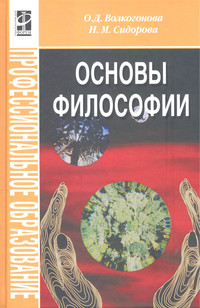 О.Д. Волкогонова
Н. М. Сидорова
ОСНОВЫ
ФИЛОСОФИИ
ПРОФЕССИОНАЛЬНОЕ ОБРАЗОВАНИЕ